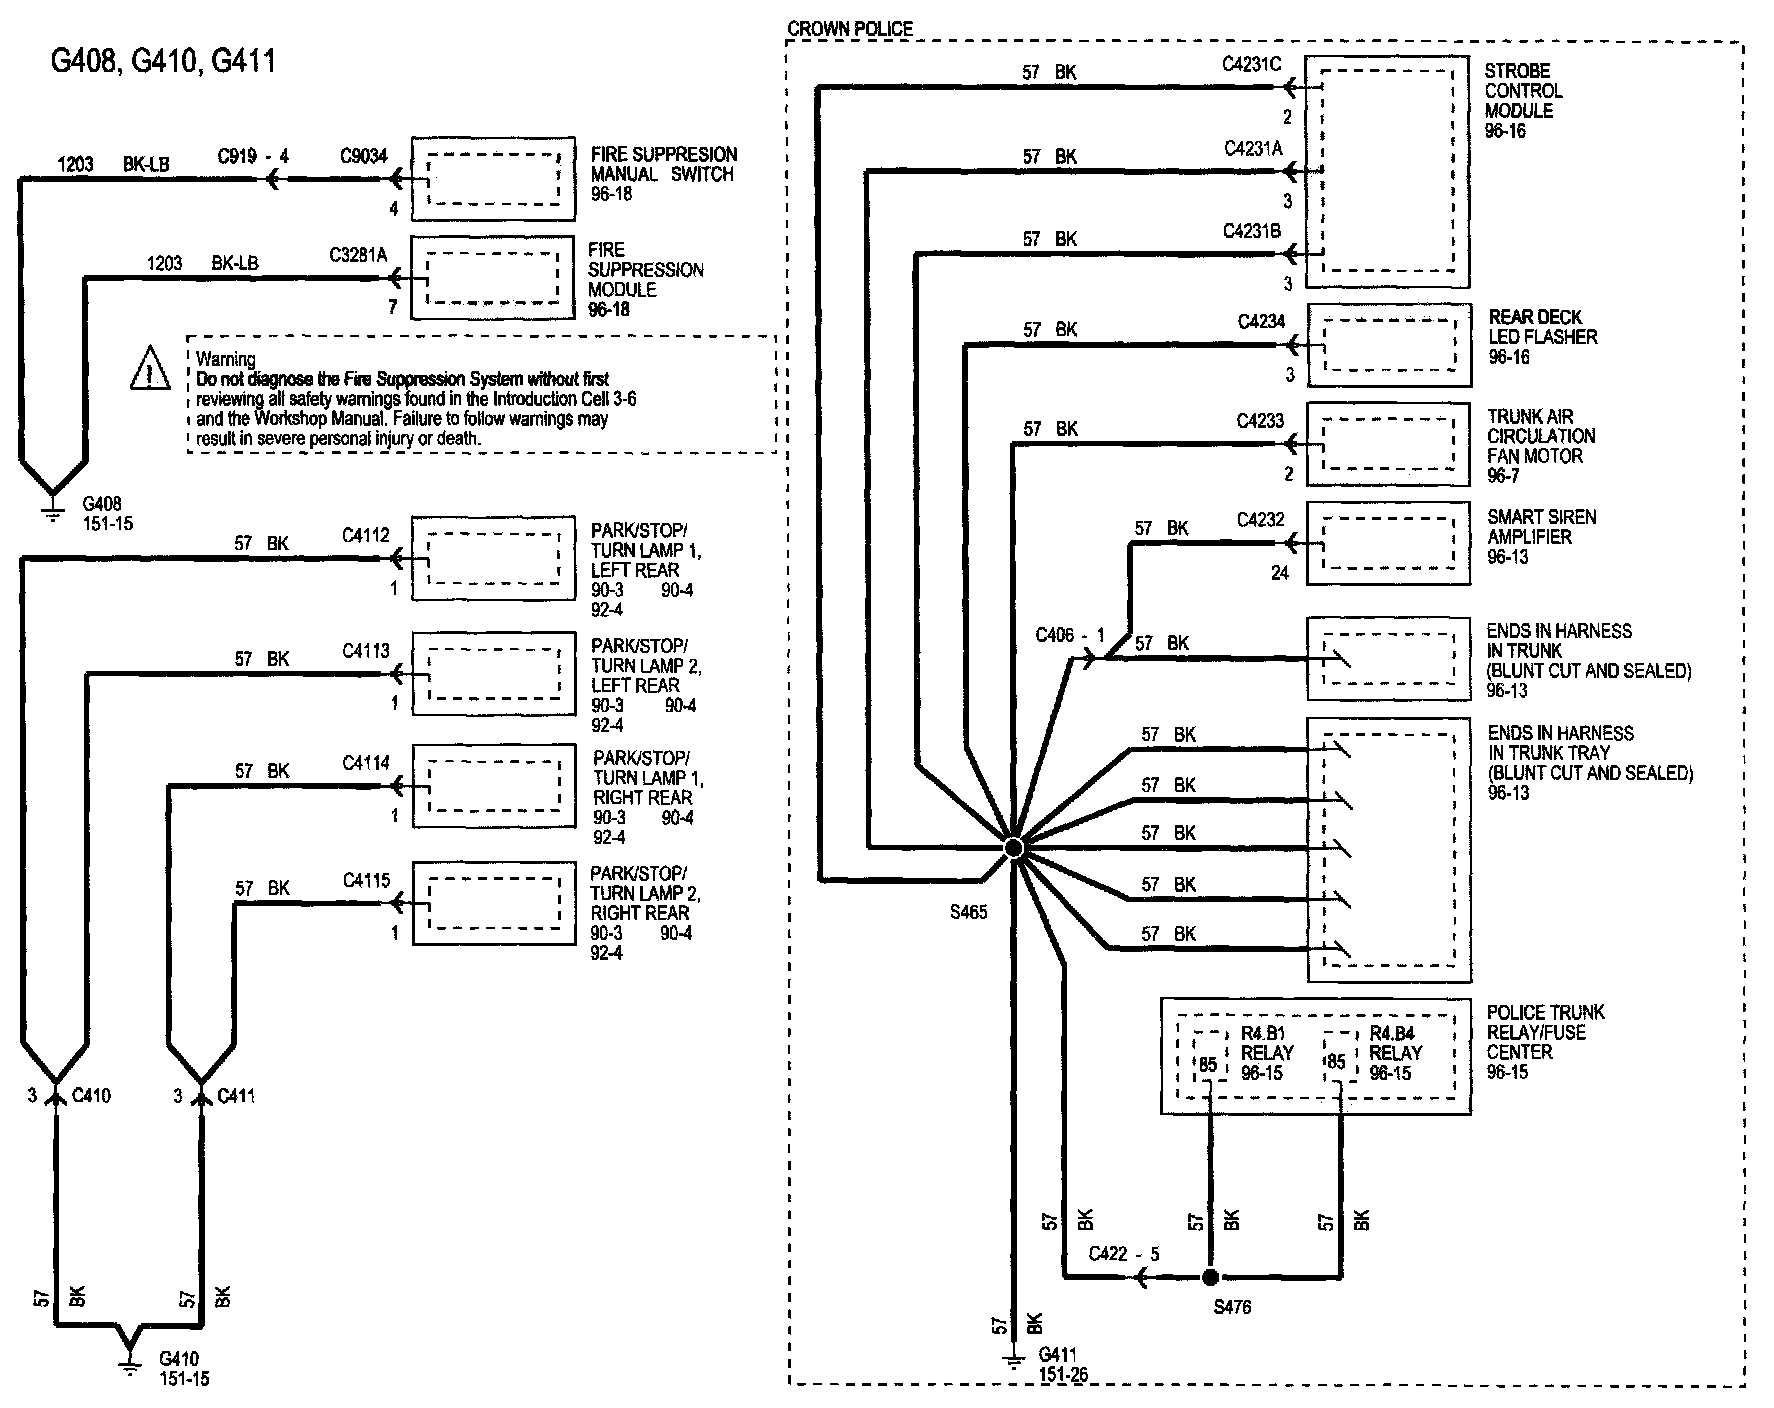 G408, G410, G411
1203 BK-LB C919 - 4 C9034
4
FIRE SUPPRESION
MANUAL SWITCH
96-18
1203 BK-LB C3281A
7
FIRE
SUPPRESSION
MODULE
96-18
!
Warning
Do not diagnose the Fire Suppression System without first
reviewing all safety warnings found in the Introduction Cell 3-6
and the Workshop Manual. Failure to follow warnings may
result in severe personal injury or death.
G408
151-15
57 BK C4112
1
PARK/STOP/
TURN LAMP 1,
LEFT REAR
90-3 90-4
92-4
57 BK C4113
1
PARK/STOP/
TURN LAMP 2,
LEFT REAR
90-3 90-4
92-4
57 BK C4114
1
PARK/STOP/
TURN LAMP 1,
RIGHT REAR
90-3 90-4
92-4
57 BK C4115
1
PARK/STOP/
TURN LAMP 2,
RIGHT REAR
90-3 90-4
92-4
3 C410
3 C411
57 BK
57 BK
G410
151-15
CROWN POLICE
57 BK C4231C
2
57 BK C4231A
3
57 BK C4231B
3
STROBE
CONTROL
MODULE
96-16
57 BK C4234
3
REAR DECK
LED FLASHER
96-16
57 BK C4233
2
TRUNK AIR
CIRCULATION
FAN MOTOR
96-7
57 BK C4232
24
SMART SIREN
AMPLIFIER
96-13
C406 - 1
57 BK
ENDS IN HARNESS
IN TRUNK
(BLUNT CUT AND SEALED)
96-13
57 BK
57 BK
57 BK
57 BK
57 BK
ENDS IN HARNESS
IN TRUNK TRAY
(BLUNT CUT AND SEALED)
96-13
S465
85
R4.B1
RELAY
96-15
85
R4.B4
RELAY
96-15
POLICE TRUNK
RELAY/FUSE
CENTER
96-15
57 BK
57 BK
57 BK
C422 - 5
S476
57 BK
G411
151-26